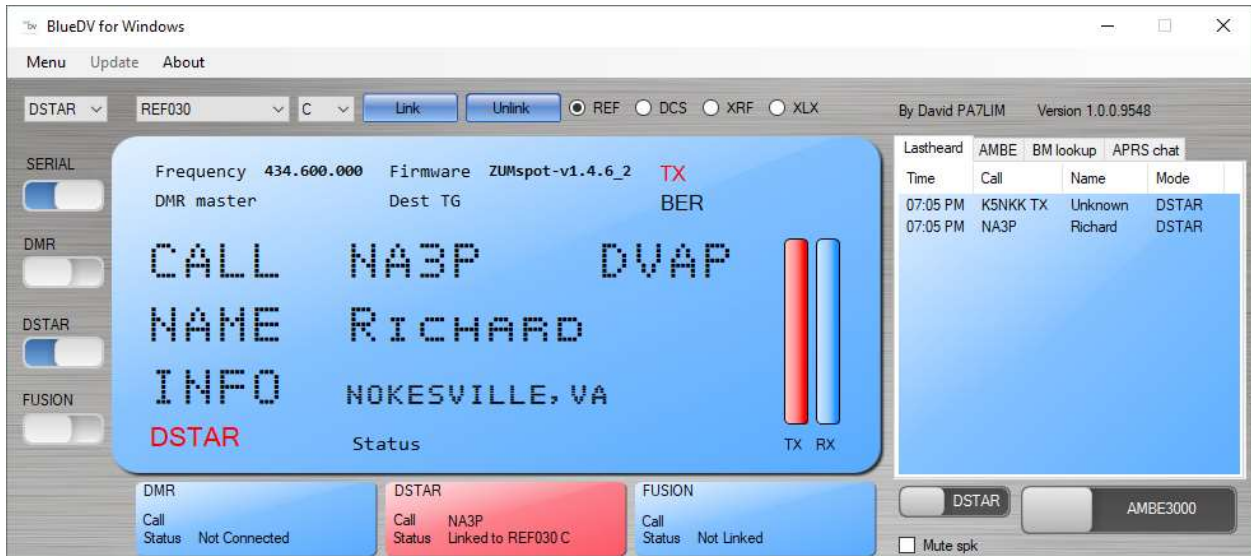 BlueDV for Windows
Menu Update About
DSTAR REF030 C Link Unlink REF DCS XRF XLX By David PA7LIM Version 1.0.0.9548
SERIAL
DMR
DSTAR
FUSION
Frequency 434.600.000 Firmware ZUMspot-v1.4.6_2 TX
DMR master Dest TG BER
CALL NA3P DVAP
NAME RICHARD
INFO NOKESVILLE, VA
DSTAR Status TX RX
Lastheard AMBE BM lookup APRS chat
Time Call Name Mode
07:05 PM K5NKK TX Unknown DSTAR
07:05 PM NA3P Richard DSTAR
DMR
Call
Status Not Connected
DSTAR
Call NA3P
Status Linked to REF030 C
FUSION
Call
Status Not Linked
DSTAR AMBE3000
Mute spk